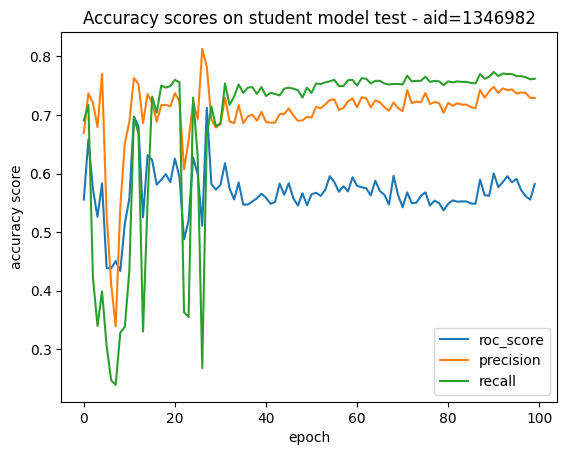 Accuracy scores on student model test - aid=1346982
accuracy score
0.8
0.7
0.6
0.5
0.4
0.3
0 20 40 60 80 100
epoch
roc_score
precision
recall